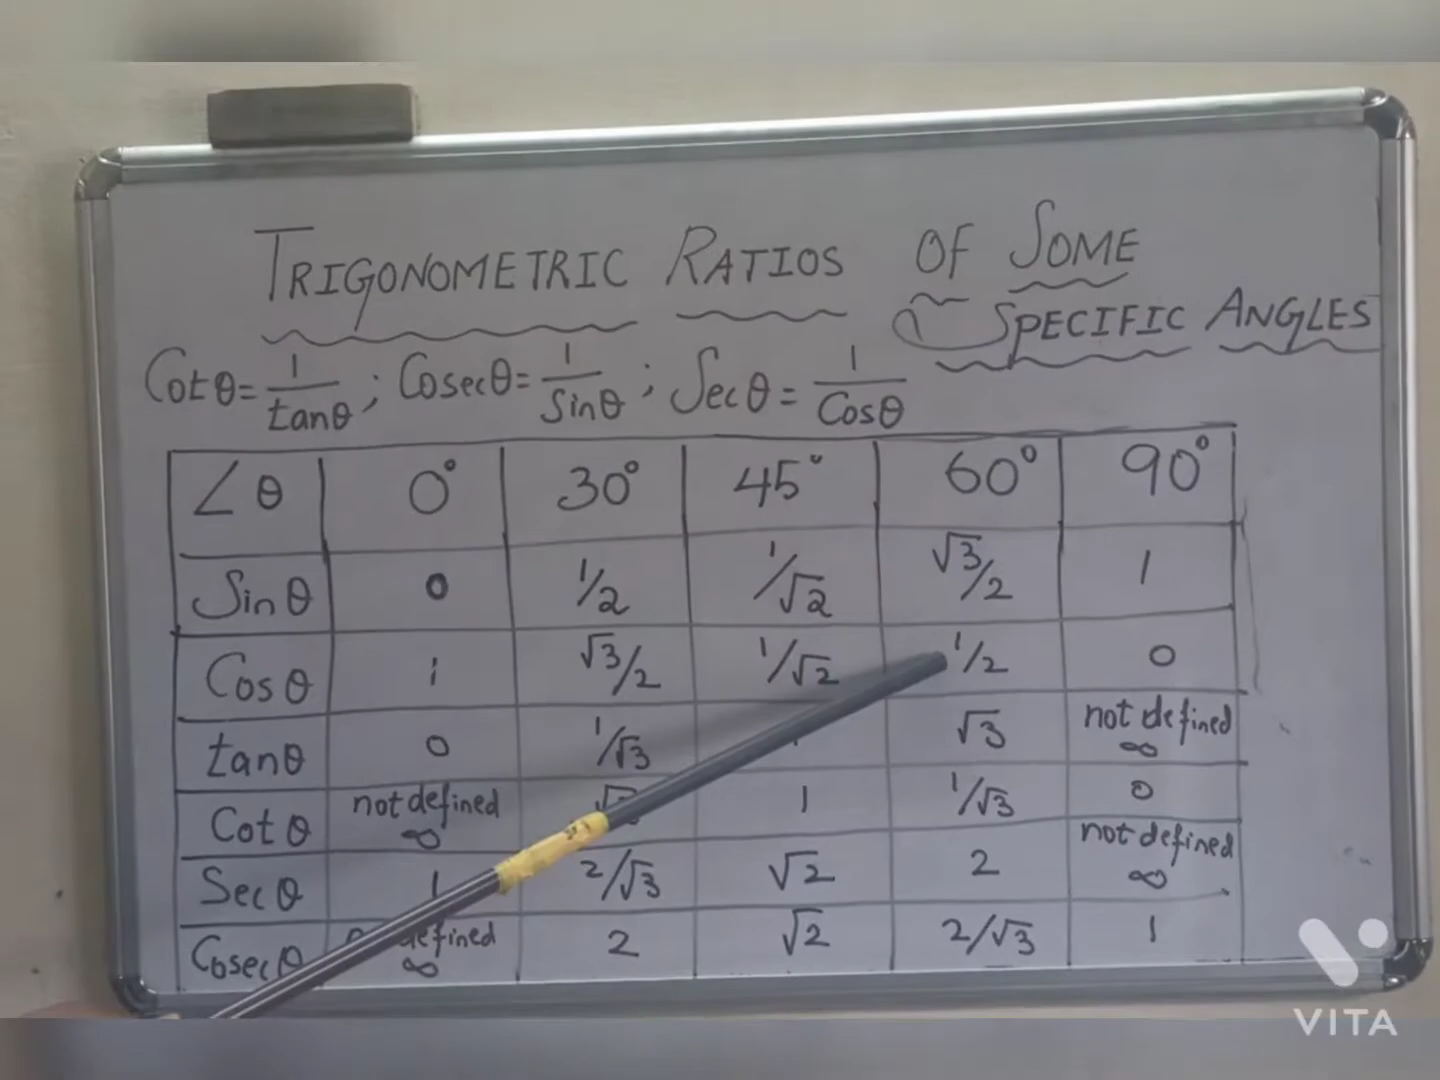 TRIGONOMETRIC RATIOS OF SOME
SPECIFIC ANGLES
Cotθ = 1/tanθ ; Cosecθ = 1/Sinθ ; Secθ = 1/Cosθ
∠θ 0° 30° 45° 60° 90°
Sinθ 0 1/2 1/√2 √3/2 1
Cosθ 1 √3/2 1/√2 1/2 0
tanθ 0 1/√3 √3 not defined ∞
Cotθ not defined ∞ 1 1/√3 0
Secθ 1 2/√3 √2 2 not defined ∞
Cosecθ defined ∞ 2 √2 2/√3 1
VITA